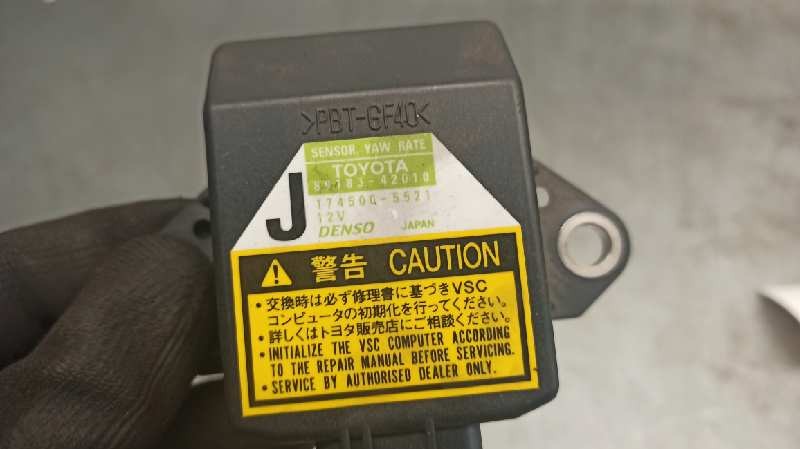 >PBT-GF40<
SENSOR, YAW RATE
TOYOTA
89183-42010
J
174500-5521
12V
DENSO JAPAN
警告 CAUTION
・交換時は必ず修理書に基づきVSC
コンピュータの初期化を行ってください。
・詳しくはトヨタ販売店にご相談ください。
・INITIALIZE THE VSC COMPUTER ACCORDING
TO THE REPAIR MANUAL BEFORE SERVICING.
・SERVICE BY AUTHORISED DEALER ONLY.